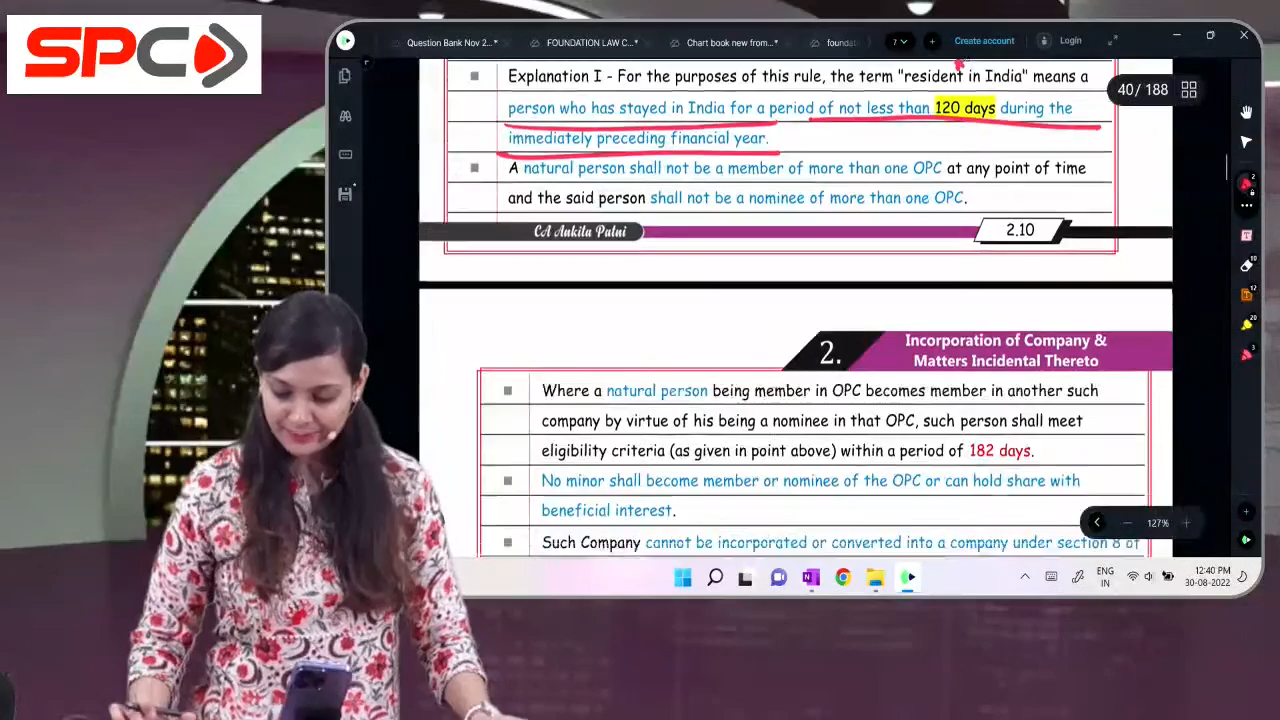 SPC
Question Bank Nov 2...*
FOUNDATION LAW C...*
Chart book new from...*
foundat
7
Create account
Login
Explanation I - For the purposes of this rule, the term "resident in India" means a
40/ 188
person who has stayed in India for a period of not less than 120 days during the
immediately preceding financial year.
A natural person shall not be a member of more than one OPC at any point of time
and the said person shall not be a nominee of more than one OPC.
CA Ankita Patni
2.10
2.
Incorporation of Company &
Matters Incidental Thereto
Where a natural person being member in OPC becomes member in another such
company by virtue of his being a nominee in that OPC, such person shall meet
eligibility criteria (as given in point above) within a period of 182 days.
No minor shall become member or nominee of the OPC or can hold share with
beneficial interest.
127%
Such Company cannot be incorporated or converted into a company under section 8 of
ENG
IN
12:40 PM
30-08-2022